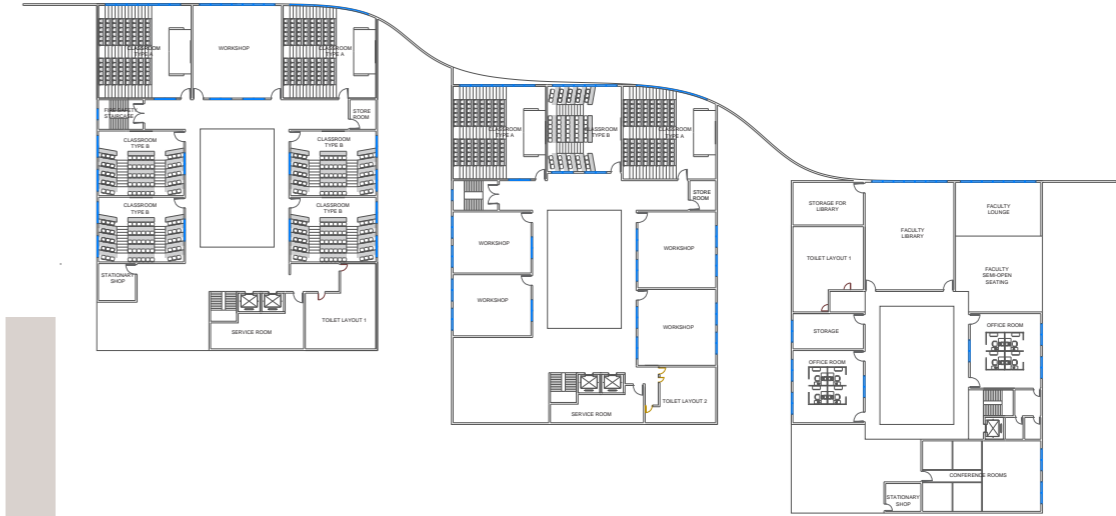 CLASSROOM
TYPE A
WORKSHOP
CLASSROOM
TYPE A
FIRE SAFETY
STAIRCASE
STORE
ROOM
CLASSROOM
TYPE B
CLASSROOM
TYPE B
CLASSROOM
TYPE B
CLASSROOM
TYPE B
STATIONARY
SHOP
SERVICE ROOM
TOILET LAYOUT 1
CLASSROOM
TYPE A
CLASSROOM
TYPE B
CLASSROOM
TYPE A
STORE
ROOM
WORKSHOP
WORKSHOP
WORKSHOP
WORKSHOP
SERVICE ROOM
TOILET LAYOUT 2
STORAGE FOR
LIBRARY
FACULTY
LIBRARY
FACULTY
LOUNGE
TOILET LAYOUT 1
FACULTY
SEMI-OPEN
SEATING
STORAGE
OFFICE ROOM
OFFICE ROOM
CONFERENCE ROOMS
STATIONARY
SHOP